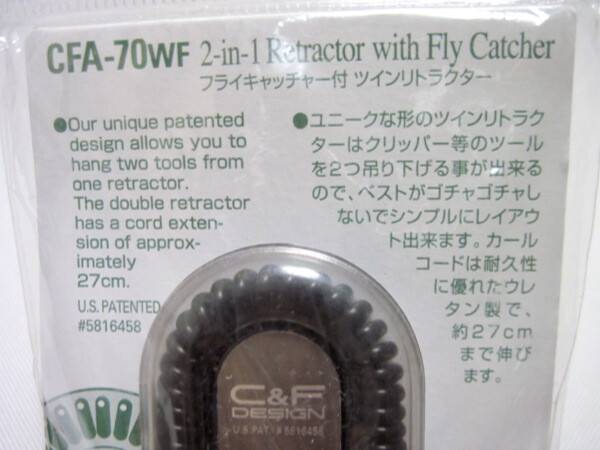 CFA-70WF 2-in-1 Retractor with Fly Catcher
フライキャッチャー付 ツインリトラクター
●Our unique patented
design allows you to
hang two tools from
one retractor.
The double retractor
has a cord exten-
sion of approx-
imately
27cm.
U.S. PATENTED
#5816458
●ユニークな形のツインリトラク
ターはクリッパー等のツール
を2つ吊り下げる事が出来る
ので、ベストがゴチャゴチャし
ないでシンプルにレイアウ
ト出来ます。カール
コードは耐久性
に優れたウレ
タン製で、
約27cm
まで伸び
ます。
C&F
DESIGN
U.S. PAT. #5816458